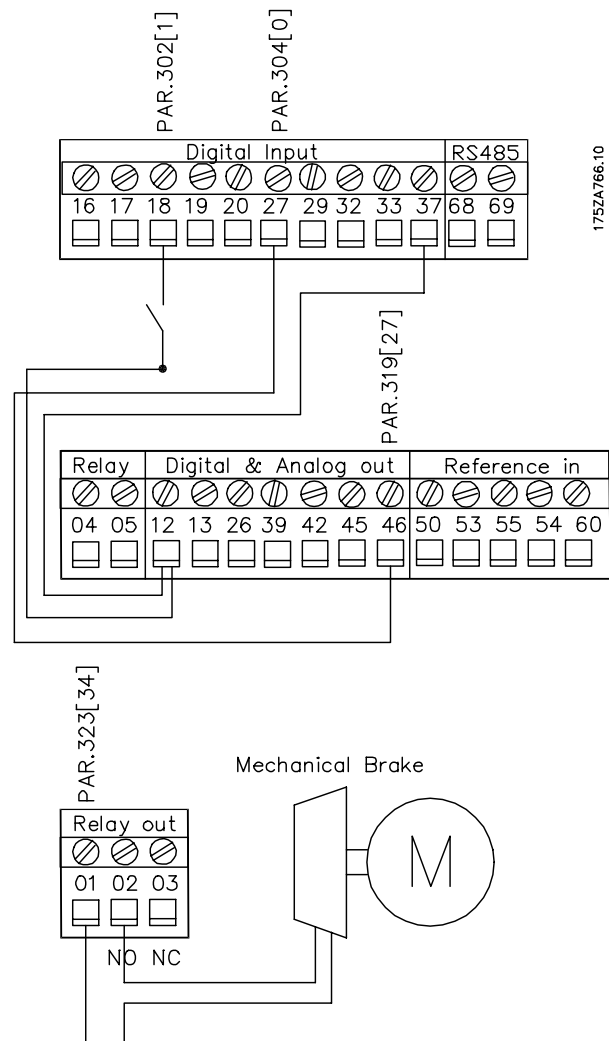 PAR.302[1]
PAR.304[0]
Digital Input
RS485
16 17 18 19 20 27 29 32 33 37 68 69
175ZA766.10
PAR.319[27]
Relay
Digital & Analog out
Reference in
04 05 12 13 26 39 42 45 46 50 53 55 54 60
PAR.323[34]
Mechanical Brake
Relay out
01 02 03
M
NO NC